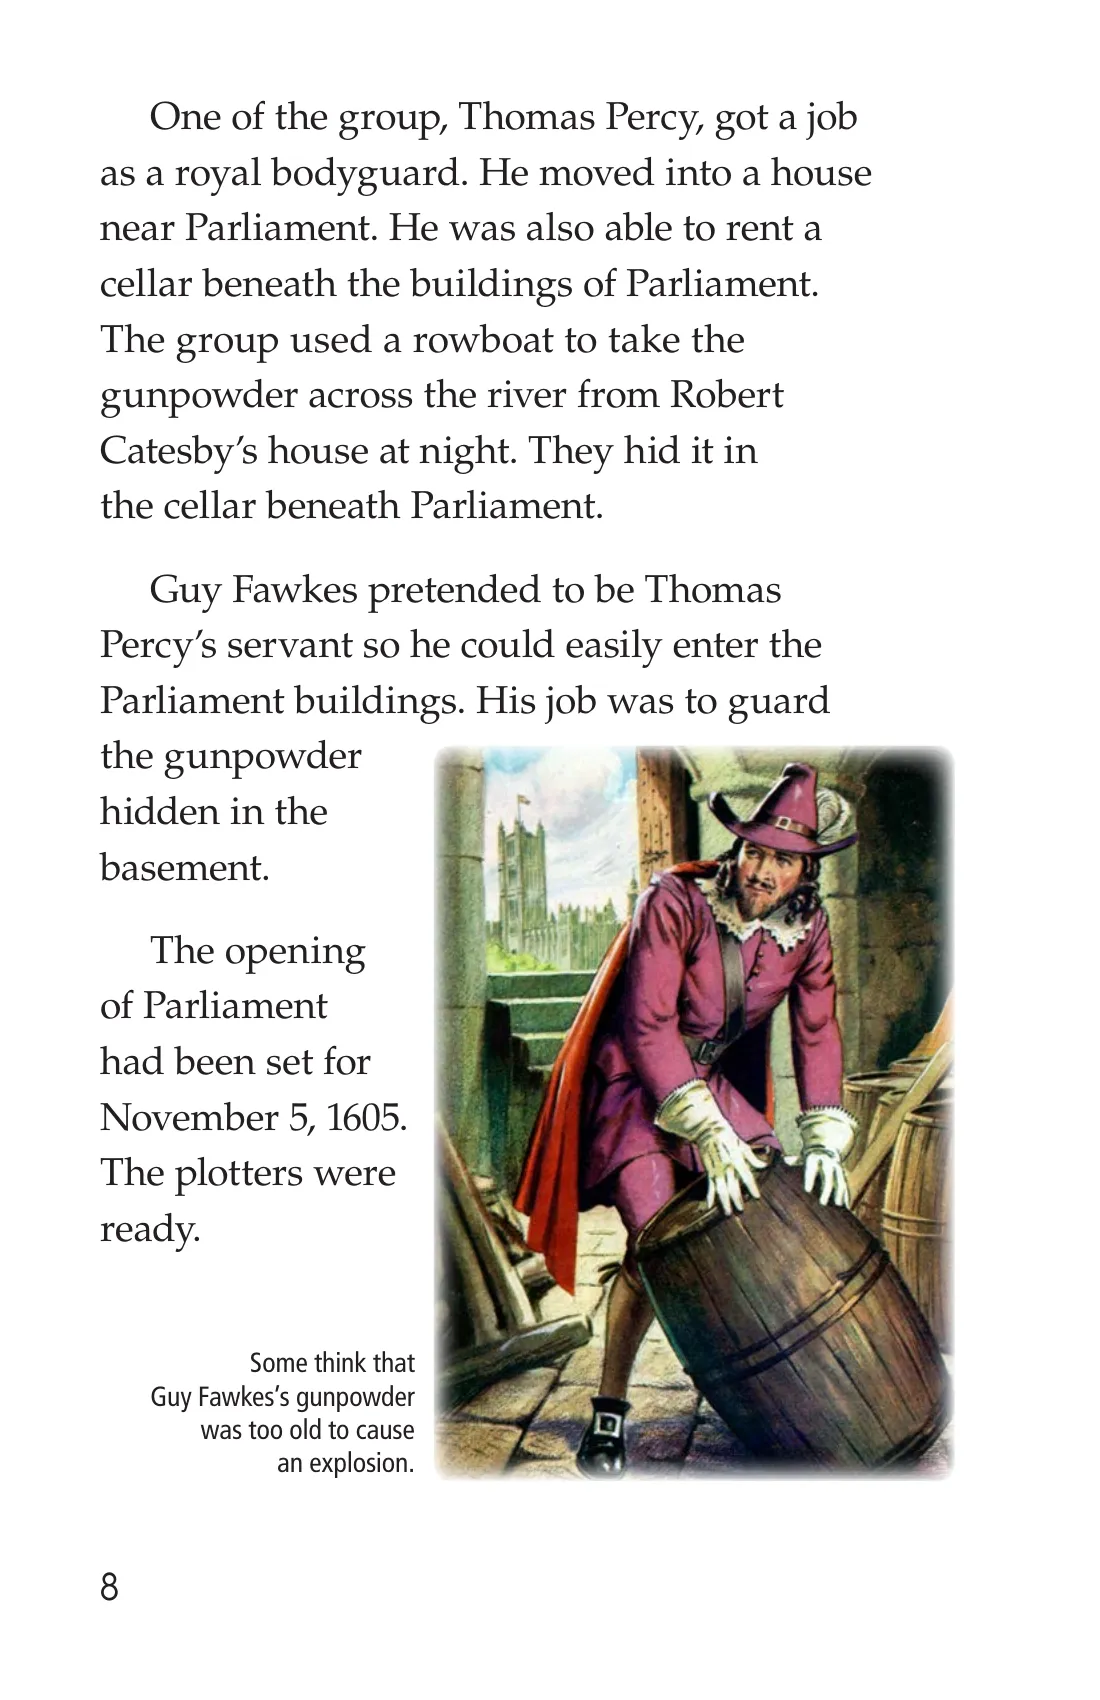 One of the group, Thomas Percy, got a job
as a royal bodyguard. He moved into a house
near Parliament. He was also able to rent a
cellar beneath the buildings of Parliament.
The group used a rowboat to take the
gunpowder across the river from Robert
Catesby’s house at night. They hid it in
the cellar beneath Parliament.
Guy Fawkes pretended to be Thomas
Percy’s servant so he could easily enter the
Parliament buildings. His job was to guard
the gunpowder
hidden in the
basement.
The opening
of Parliament
had been set for
November 5, 1605.
The plotters were
ready.
Some think that
Guy Fawkes’s gunpowder
was too old to cause
an explosion.
8